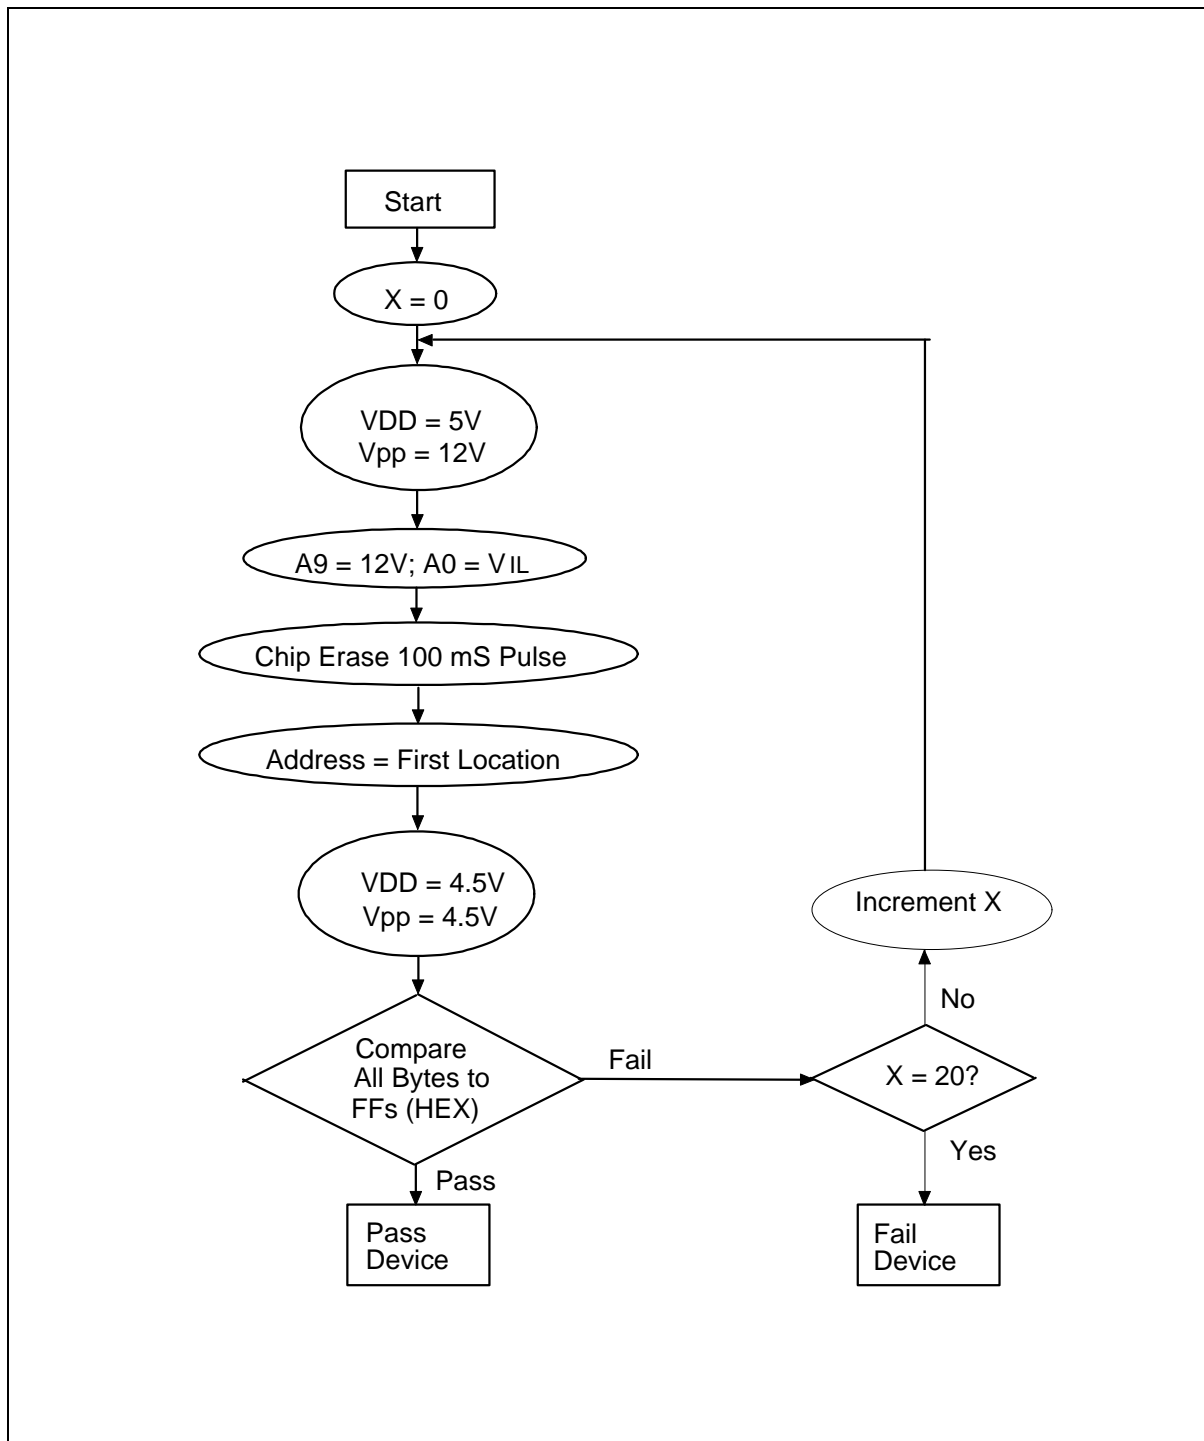 Start
X = 0
VDD = 5V
Vpp = 12V
A9 = 12V; A0 = VIL
Chip Erase 100 mS Pulse
Address = First Location
VDD = 4.5V
Vpp = 4.5V
Increment X
No
Compare
All Bytes to
FFs (HEX)
Fail
X = 20?
Pass
Yes
Pass
Device
Fail
Device